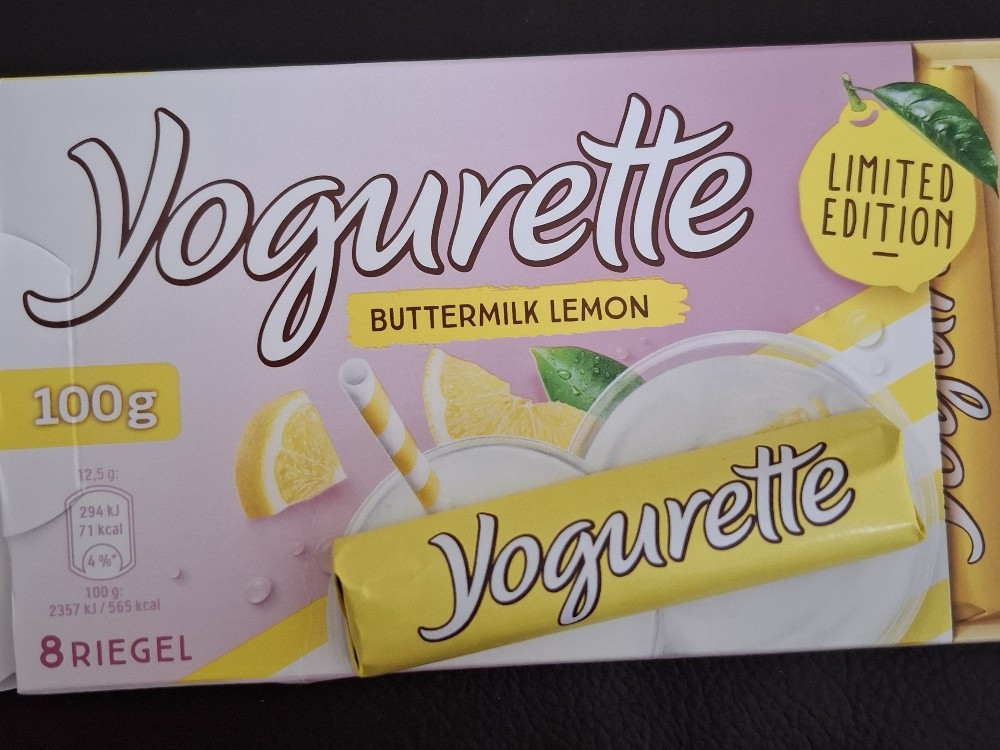 Yogurette
BUTTERMILK LEMON
LIMITED
EDITION
100g
12,5 g:
294 kJ
71 kcal
4 %*
100 g:
2357 kJ / 565 kcal
8 RIEGEL
Yogurette